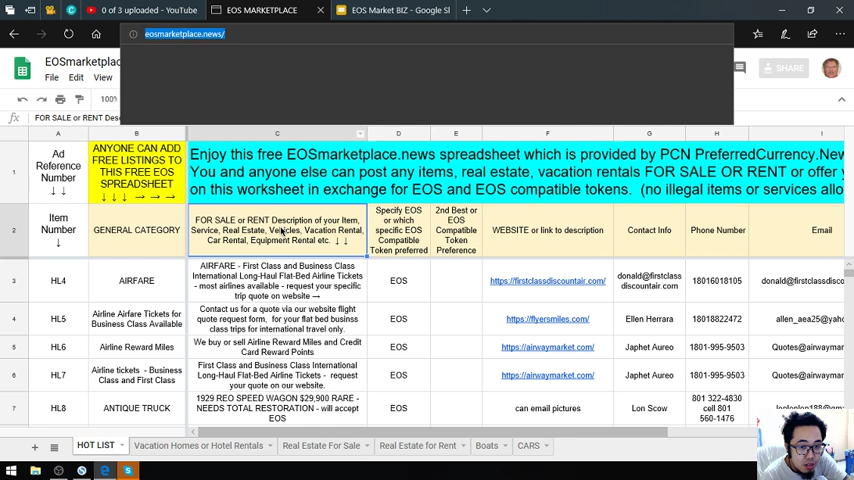 0 of 3 uploaded - YouTube
EOS MARKETPLACE
EOS Market BIZ - Google Sl
eosmarketplace.news/
EOSmarketplac
File Edit View
SHARE
100%
fx FOR SALE or RENT Desc
A B C D E F G H I
1
Ad
Reference
Number
↓ ↓
ANYONE CAN ADD
FREE LISTINGS TO
THIS FREE EOS
SPREADSHEET
↓ ↓ ↓ → → →
Enjoy this free EOSmarketplace.news spreadsheet which is provided by PCN PreferredCurrency.New
You and anyone else can post any items, real estate, vacation rentals FOR SALE OR RENT or offer y
on this worksheet in exchange for EOS and EOS compatible tokens. (no illegal items or services allo
2
Item
Number
↓
GENERAL CATEGORY
FOR SALE or RENT Description of your Item,
Service, Real Estate, Vehicles, Vacation Rental,
Car Rental, Equipment Rental etc. ↓ ↓
Specify EOS
or which
specific EOS
Compatible
Token preferred
2nd Best or
EOS
Compatible
Token
Preference
WEBSITE or link to description
Contact Info
Phone Number
Email
3
HL4
AIRFARE
AIRFARE - First Class and Business Class
International Long-Haul Flat-Bed Airline Tickets
- most airlines available - request your specific
trip quote on website →
EOS
https://firstclassdiscountair.com/
donald@firstclass
discountair.com
18016018105
donald@firstclassdisco
4
HL5
Airline Airfare Tickets for
Business Class Available
Contact us for a quote via our website flight
quote request form, for your flat bed business
class trips for international travel only.
EOS
https://flyersmiles.com/
Ellen Herrara
18018822472
allen_aea25@yaho
5
HL6
Airline Reward Miles
We buy or sell Airline Reward Miles and Credit
Card Reward Points
EOS
https://airwaymarket.com/
Japhet Aureo
1801-995-9503
Quotes@airwaymar
6
HL7
Airline tickets - Business
Class and First Class
First Class and Business Class International
Long-Haul Flat-Bed Airline Tickets - request
your quote on our website.
EOS
https://airwaymarket.com/
Japhet Aureo
1801-995-9503
Quotes@airwaymar
7
HL8
ANTIQUE TRUCK
1929 REO SPEED WAGON $29,900 RARE -
NEEDS TOTAL RESTORATION - will accept
EOS
EOS
can email pictures
Lon Scow
801 322-4830
cell 801
560-1476
HOT LIST
Vacation Homes or Hotel Rentals
Real Estate For Sale
Real Estate for Rent
Boats
CARS